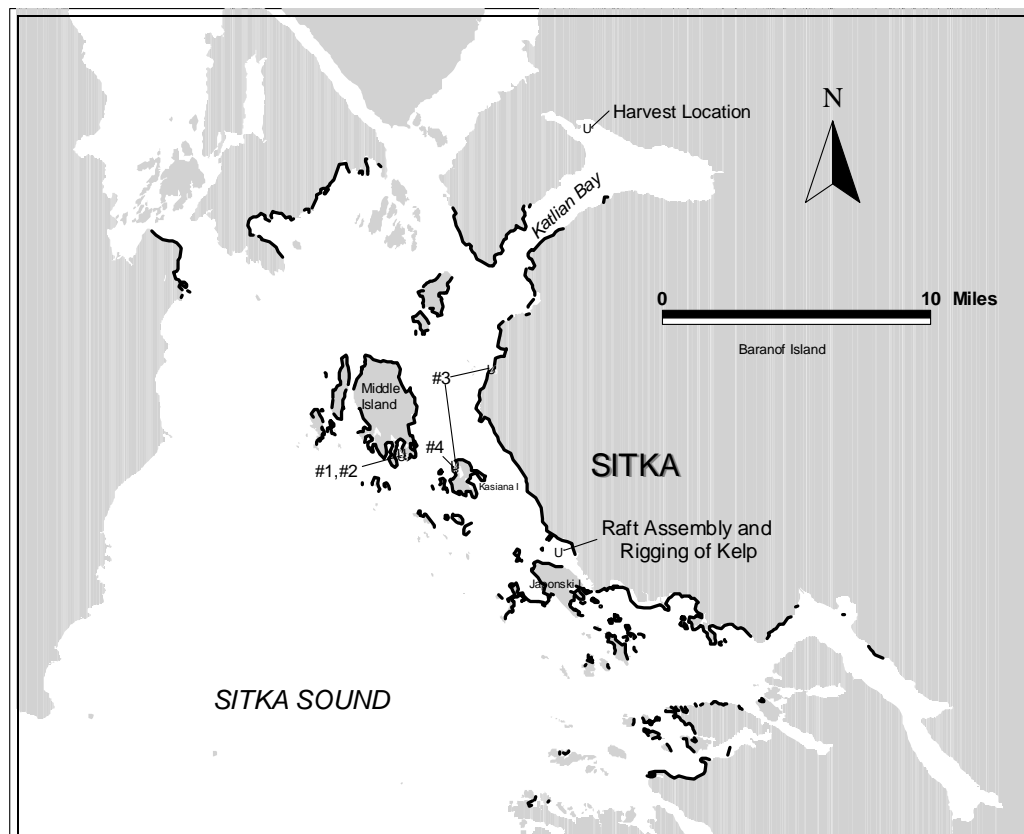 N
U
Harvest Location
Katlian Bay
0
10 Miles
Baranof Island
#3
U
Middle
Island
#4
#1,#2
Kasiana I
SITKA
Raft Assembly and
U
Rigging of Kelp
Japonski I
SITKA SOUND